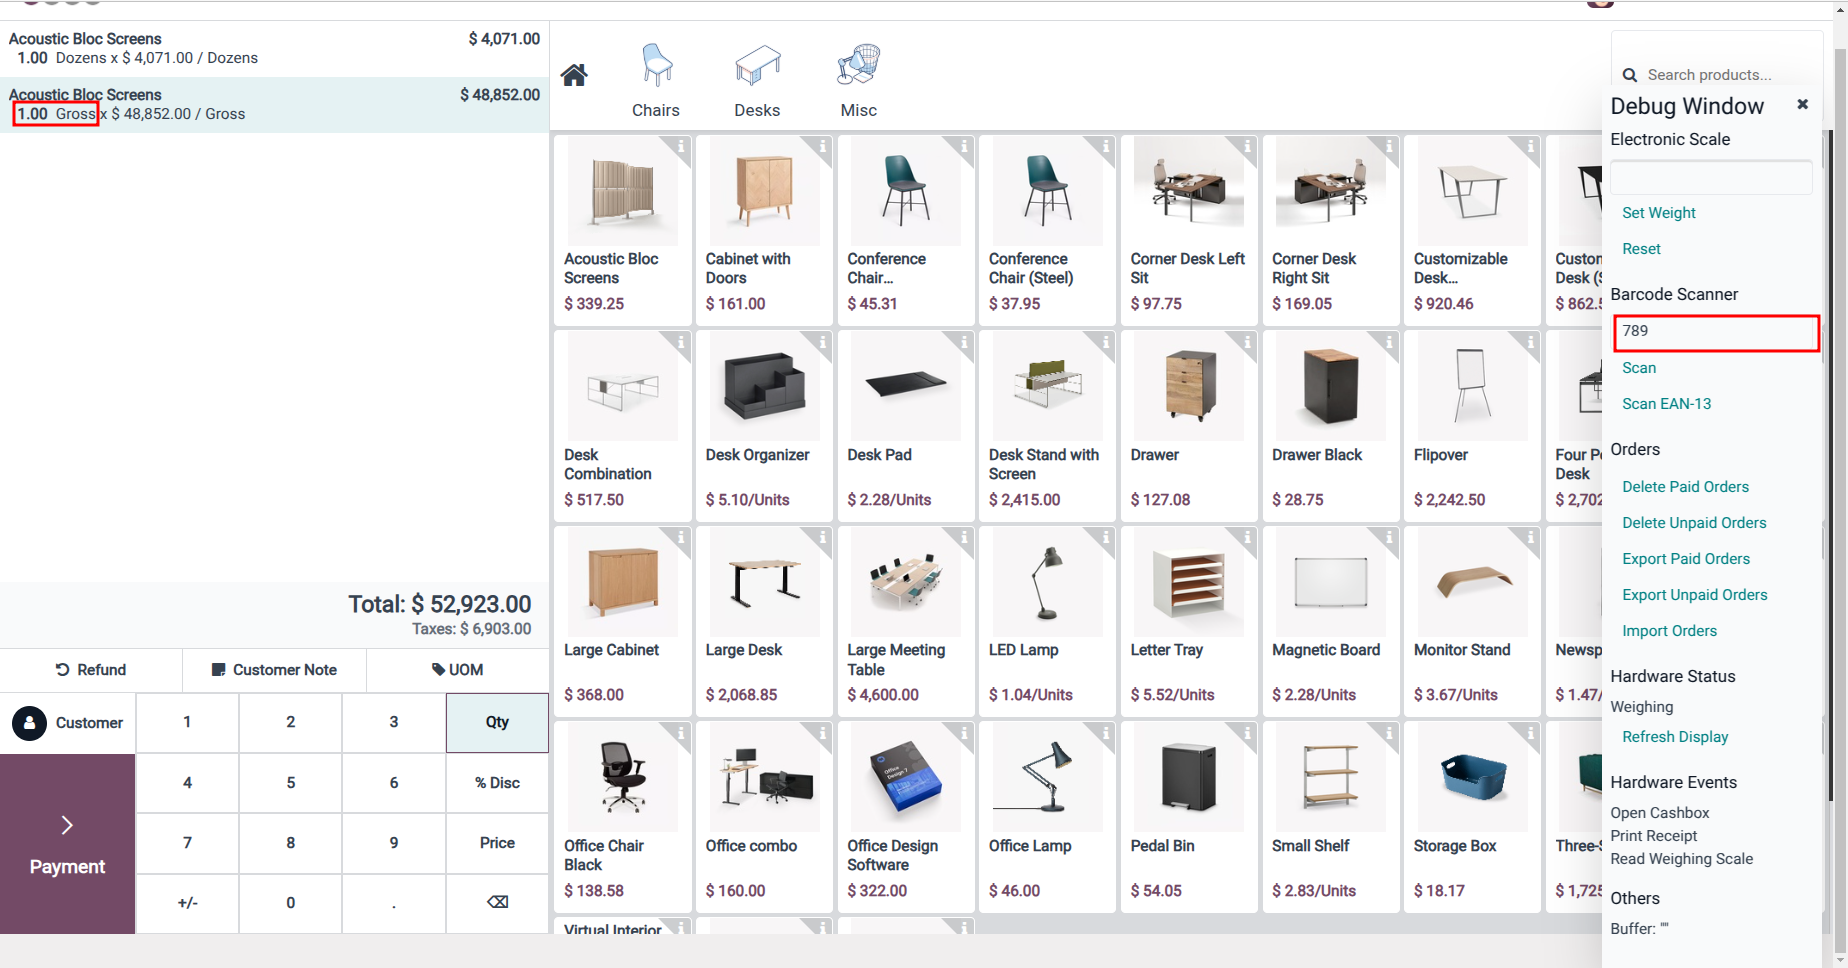 Acoustic Bloc Screens $ 4,071.00
1.00 Dozens x $ 4,071.00 / Dozens
Acoustic Bloc Screens $ 48,852.00
1.00 Gross x $ 48,852.00 / Gross
Total: $ 52,923.00
Taxes: $ 6,903.00
Refund Customer Note UOM
Customer 1 2 3 Qty
4 5 6 % Disc
7 8 9 Price
Payment
+/- 0 .
Chairs Desks Misc
Acoustic Bloc
Screens
$ 339.25
Cabinet with
Doors
$ 161.00
Conference
Chair...
$ 45.31
Conference
Chair (Steel)
$ 37.95
Corner Desk Left
Sit
$ 97.75
Corner Desk
Right Sit
$ 169.05
Customizable
Desk...
$ 920.46
Custom
Desk (S
$ 862.5
Desk
Combination
$ 517.50
Desk Organizer
$ 5.10/Units
Desk Pad
$ 2.28/Units
Desk Stand with
Screen
$ 2,415.00
Drawer
$ 127.08
Drawer Black
$ 28.75
Flipover
$ 2,242.50
Four Pe
Desk
$ 2,702
Large Cabinet
$ 368.00
Large Desk
$ 2,068.85
Large Meeting
Table
$ 4,600.00
LED Lamp
$ 1.04/Units
Letter Tray
$ 5.52/Units
Magnetic Board
$ 2.28/Units
Monitor Stand
$ 3.67/Units
Newsp
$ 1.47/
Office Chair
Black
$ 138.58
Office combo
$ 160.00
Office Design 7
Office Design
Software
$ 322.00
Office Lamp
$ 46.00
Pedal Bin
$ 54.05
Small Shelf
$ 2.83/Units
Storage Box
$ 18.17
Three-S
$ 1,725
Virtual Interior
Search products...
Debug Window
Electronic Scale
Set Weight
Reset
Barcode Scanner
789
Scan
Scan EAN-13
Orders
Delete Paid Orders
Delete Unpaid Orders
Export Paid Orders
Export Unpaid Orders
Import Orders
Hardware Status
Weighing
Refresh Display
Hardware Events
Open Cashbox
Print Receipt
Read Weighing Scale
Others
Buffer: ""